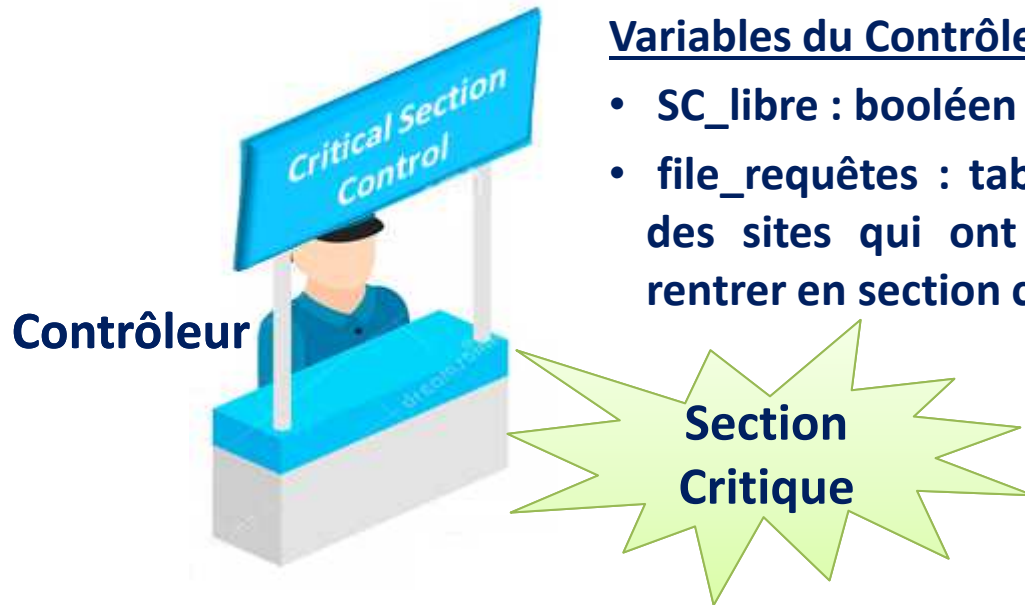 Variables du Contrôle
• SC_libre : booléen
• file_requêtes : tab
des sites qui ont
rentrer en section c
Critical Section
Control
Contrôleur
Section
Critique